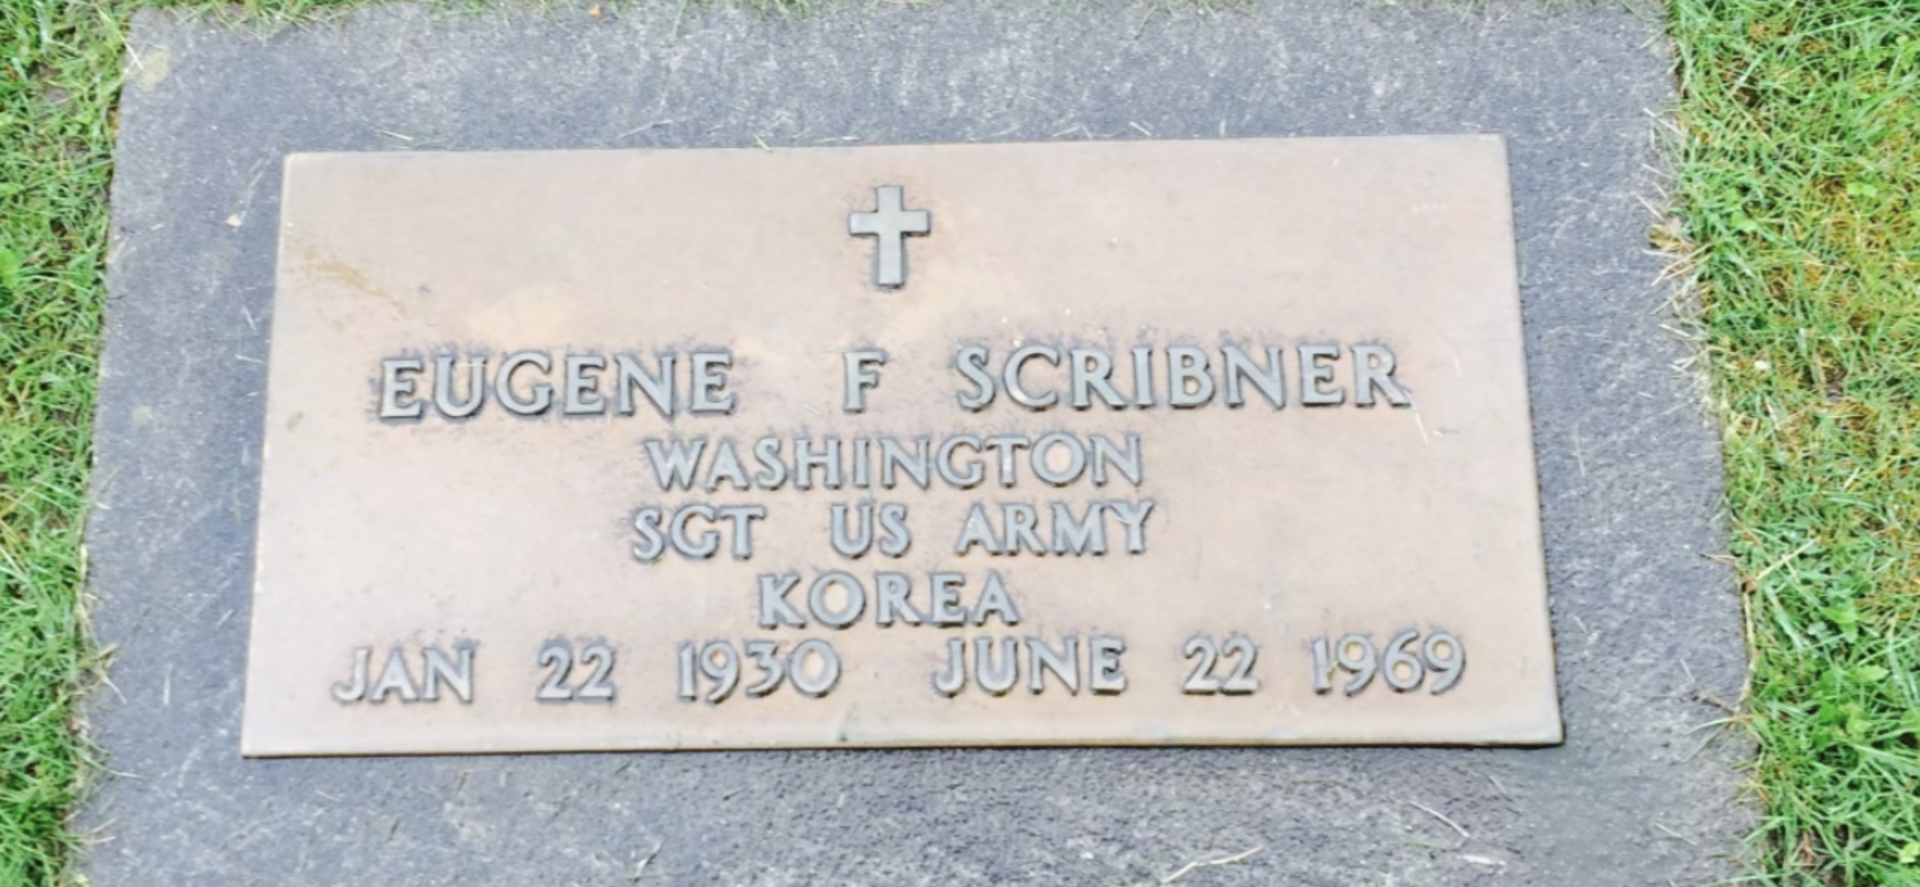 EUGENE F SCRIBNER
WASHINGTON
SGT US ARMY
KOREA
JAN 22 1930 JUNE 22 1969